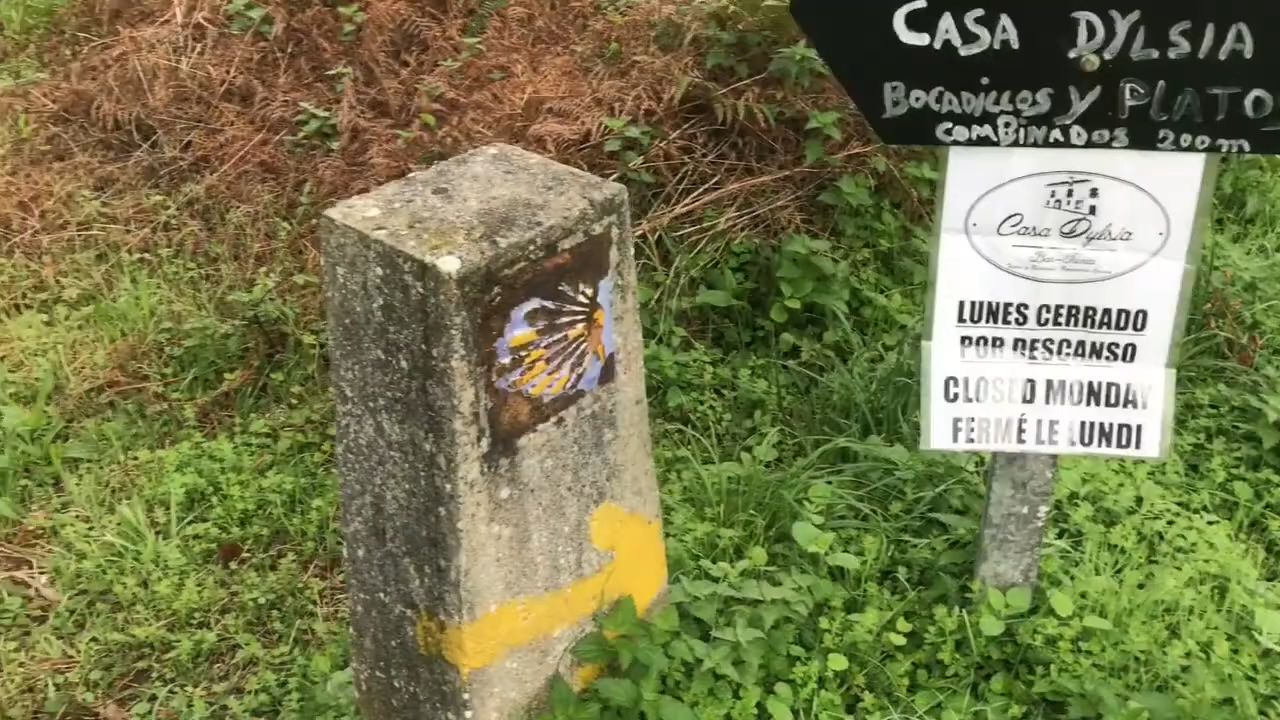 CASA DYLSIA
BOCADILLOS Y PLATOS
COMBINADOS 200m
Casa Dylsia
LUNES CERRADO
POR DESCANSO
CLOSED MONDAY
FERMÉ LE LUNDI